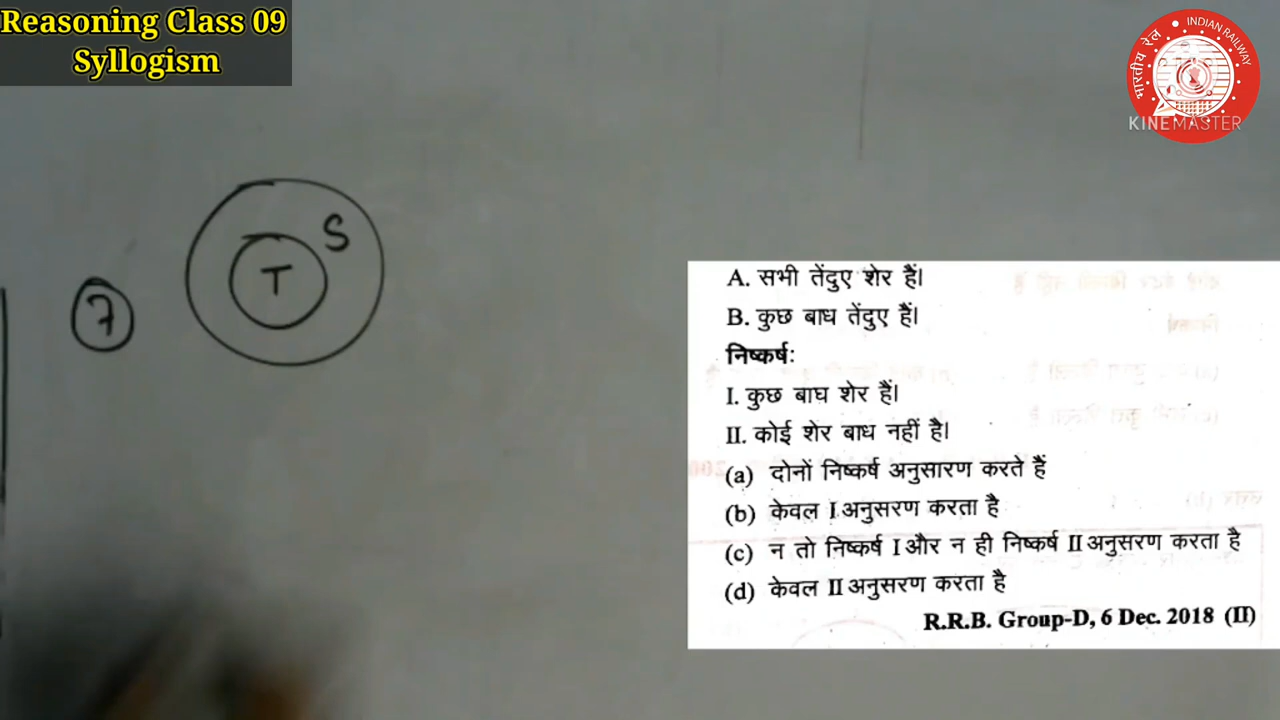 Reasoning Class 09
Syllogism
भारतीय रेल
INDIAN RAILWAY
KINEMASTER
S
T
7
A. सभी तेंदुए शेर हैं।
B. कुछ बाघ तेंदुए हैं।
निष्कर्ष:
I. कुछ बाघ शेर हैं।
II. कोई शेर बाध नहीं है।
(a) दोनों निष्कर्ष अनुसारण करते हैं
(b) केवल I अनुसरण करता है
(c) न तो निष्कर्ष I और न ही निष्कर्ष II अनुसरण करता है
(d) केवल II अनुसरण करता है
R.R.B. Group-D, 6 Dec. 2018 (II)